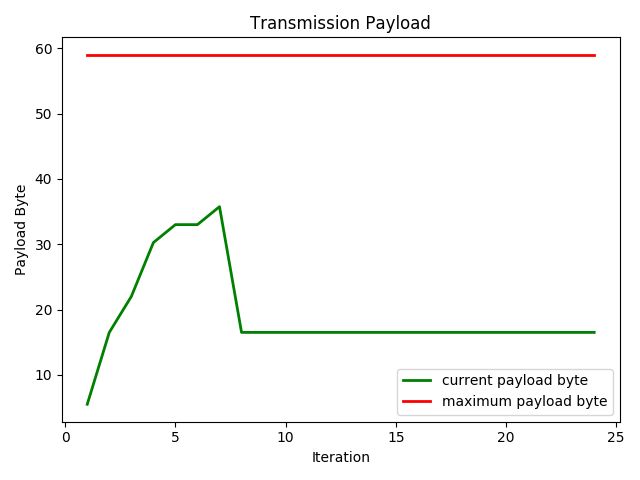 Transmission Payload
60
50
40
30
20
10
Payload Byte
current payload byte
maximum payload byte
0 5 10 15 20 25
Iteration